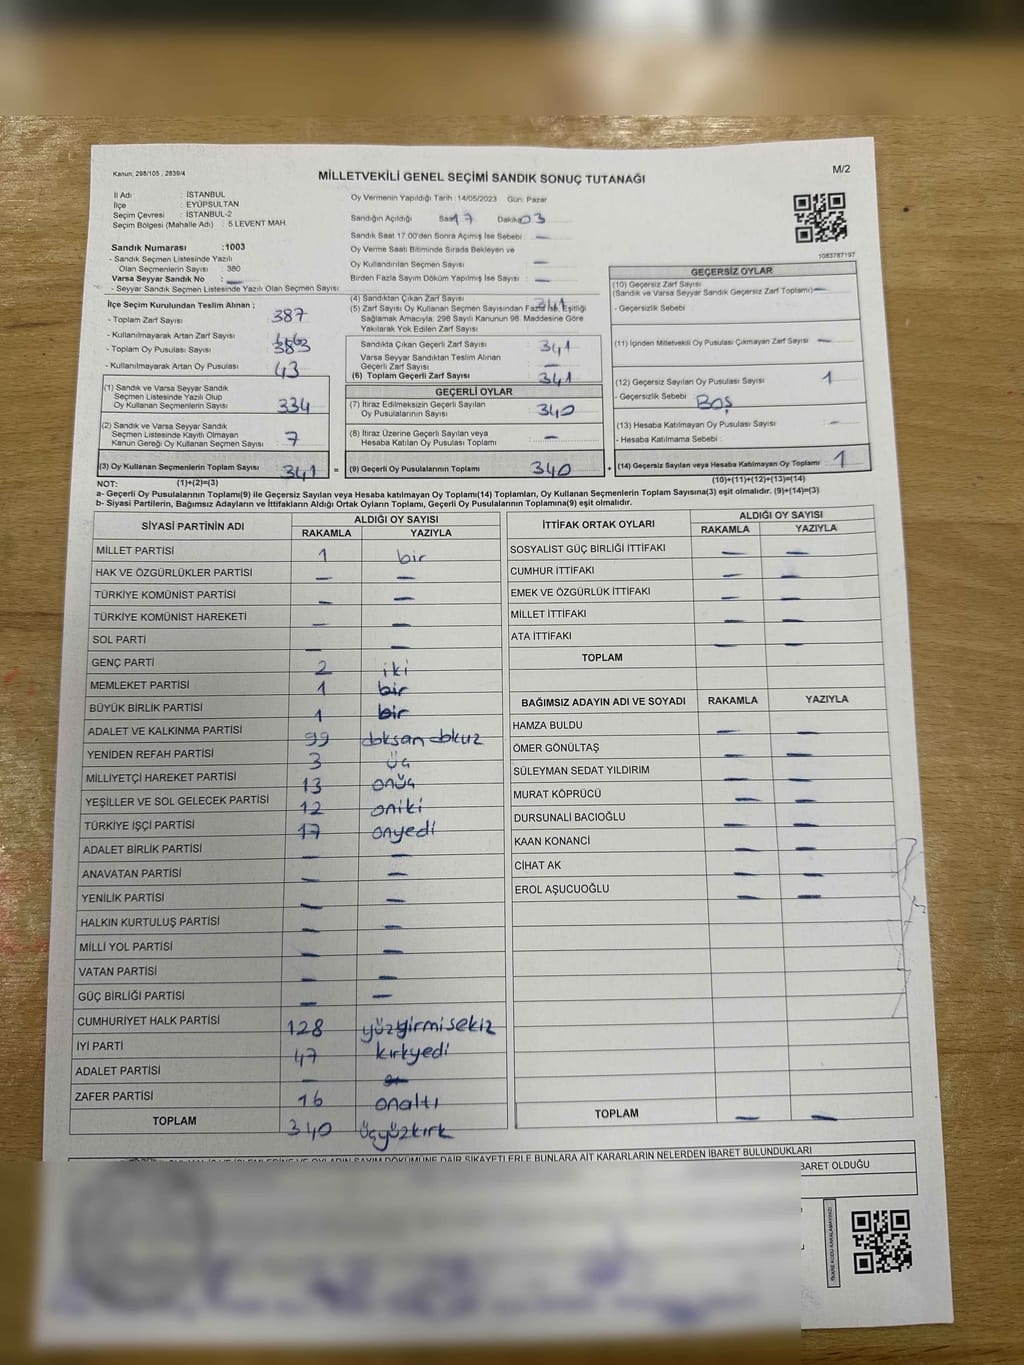 Kanun, 298/105 , 2839/4
M/2
MİLLETVEKİLİ GENEL SEÇİMİ SANDIK SONUÇ TUTANAĞI
İl Adı : İSTANBUL
İlçe : EYÜPSULTAN
Seçim Çevresi : İSTANBUL-2
Seçim Bölgesi (Mahalle Adı) : 5.LEVENT MAH
Sandık Numarası :1003
- Sandık Seçmen Listesinde Yazılı
Olan Seçmenlerin Sayısı : 380
Varsa Seyyar Sandık No : —
- Seyyar Sandık Seçmen Listesinde Yazılı Olan Seçmen Sayısı :
Oy Vermenin Yapıldığı Tarih :14/05/2023 Gün: Pazar
Sandığın Açıldığı Saat 17 Dakika 03
Sandık Saat 17:00'den Sonra Açmış İse Sebebi : —
Oy Verme Saati Bitiminde Sırada Bekleyen ve
Oy Kullandırılan Seçmen Sayısı —
Birden Fazla Sayım Döküm Yapılmış İse Sayısı : —
1083787197
İlçe Seçim Kurulundan Teslim Alınan ;
- Toplam Zarf Sayısı 387
- Kullanılmayarak Artan Zarf Sayısı
- Toplam Oy Pusulası Sayısı
- Kullanılmayarak Artan Oy Pusulası 43
(1) Sandık ve Varsa Seyyar Sandık
Seçmen Listesinde Yazılı Olup
Oy Kullanan Seçmenlerin Sayısı 334
(2) Sandık ve Varsa Seyyar Sandık
Seçmen Listesinde Kayıtlı Olmayan
Kanun Gereği Oy Kullanan Seçmen Sayısı : 7
(3) Oy Kullanan Seçmenlerin Toplam Sayısı 341 =
(4) Sandıktan Çıkan Zarf Sayısı 341
(5) Zarf Sayısı Oy Kullanan Seçmen Sayısından Fazla İse, Eşitliği
Sağlamak Amacıyla; 298 Sayılı Kanunun 98. Maddesine Göre
Yakılarak Yok Edilen Zarf Sayısı
Sandıkta Çıkan Geçerli Zarf Sayısı 341
Varsa Seyyar Sandıktan Teslim Alınan
Geçerli Zarf Sayısı —
(6) Toplam Geçerli Zarf Sayısı 341
GEÇERLİ OYLAR
(7) İtiraz Edilmeksizin Geçerli Sayılan
Oy Pusulalarının Sayısı 340
(8) İtiraz Üzerine Geçerli Sayılan veya
Hesaba Katılan Oy Pusulası Toplamı —
(9) Geçerli Oy Pusulalarının Toplamı 340 +
GEÇERSİZ OYLAR
(10) Geçersiz Zarf Sayısı
(Sandık ve Varsa Seyyar Sandık Geçersiz Zarf Toplamı) —
- Geçersizlik Sebebi :
(11) İçinden Milletvekili Oy Pusulası Çıkmayan Zarf Sayısı —
(12) Geçersiz Sayılan Oy Pusulası Sayısı 1
- Geçersizlik Sebebi BOŞ
(13) Hesaba Katılmayan Oy Pusulası Sayısı —
- Hesaba Katılmama Sebebi :
(14) Geçersiz Sayılan veya Hesaba Katılmayan Oy Toplamı 1
NOT: (1)+(2)=(3)
(10)+(11)+(12)+(13)=(14)
a- Geçerli Oy Pusulalarının Toplamı(9) ile Geçersiz Sayılan veya Hesaba katılmayan Oy Toplamı(14) Toplamları, Oy Kullanan Seçmenlerin Toplam Sayısına(3) eşit olmalıdır. (9)+(14)=(3)
b- Siyasi Partilerin, Bağımsız Adayların ve İttifakların Aldığı Ortak Oyların Toplamı, Geçerli Oy Pusulalarının Toplamına(9) eşit olmalıdır.
SİYASİ PARTİNİN ADI ALDIĞI OY SAYISI
RAKAMLA YAZIYLA
MİLLET PARTİSİ 1 bir
HAK VE ÖZGÜRLÜKLER PARTİSİ — —
TÜRKİYE KOMÜNİST PARTİSİ — —
TÜRKİYE KOMÜNİST HAREKETİ — —
SOL PARTİ — —
GENÇ PARTİ 2 iki
MEMLEKET PARTİSİ 1 bir
BÜYÜK BİRLİK PARTİSİ 1 bir
ADALET VE KALKINMA PARTİSİ 99 doksan dokuz
YENİDEN REFAH PARTİSİ 3 üç
MİLLİYETÇİ HAREKET PARTİSİ 13 onüç
YEŞİLLER VE SOL GELECEK PARTİSİ 12 oniki
TÜRKİYE İŞÇİ PARTİSİ 17 onyedi
ADALET BİRLİK PARTİSİ — —
ANAVATAN PARTİSİ — —
YENİLİK PARTİSİ — —
HALKIN KURTULUŞ PARTİSİ — —
MİLLİ YOL PARTİSİ — —
VATAN PARTİSİ — —
GÜÇ BİRLİĞİ PARTİSİ — —
CUMHURİYET HALK PARTİSİ 128 yüzyirmisekiz
İYİ PARTİ 47 kırkyedi
ADALET PARTİSİ — —
ZAFER PARTİSİ 16 onaltı
TOPLAM 340 üçyüzkırk
İTTİFAK ORTAK OYLARI ALDIĞI OY SAYISI
RAKAMLA YAZIYLA
SOSYALİST GÜÇ BİRLİĞİ İTTİFAKI — —
CUMHUR İTTİFAKI — —
EMEK VE ÖZGÜRLÜK İTTİFAKI — —
MİLLET İTTİFAKI — —
ATA İTTİFAKI — —
TOPLAM
BAĞIMSIZ ADAYIN ADI VE SOYADI RAKAMLA YAZIYLA
HAMZA BULDU — —
ÖMER GÖNÜLTAŞ — —
SÜLEYMAN SEDAT YILDIRIM — —
MURAT KÖPRÜCÜ — —
DURSUNALİ BACIOĞLU — —
KAAN KONANCİ — —
CİHAT AK — —
EROL AŞUCUOĞLU — —
TOPLAM — —
SAYIM DÖKÜMÜNE DAİR ŞİKAYETLERLE BUNLARA AİT KARARLARIN NELERDEN İBARET BULUNDUKLARI
BARET OLDUĞU